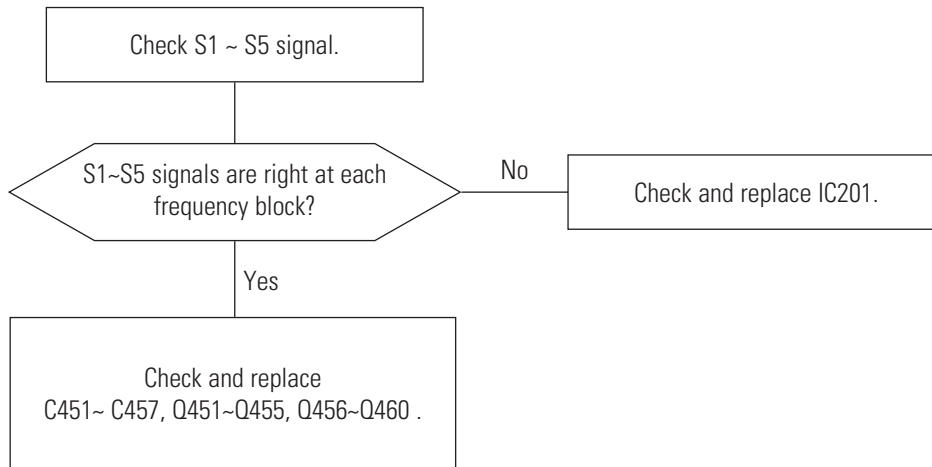 Check S1 ~ S5 signal.
S1~S5 signals are right at each
frequency block?
No
Check and replace IC201.
Yes
Check and replace
C451~ C457, Q451~Q455, Q456~Q460 .